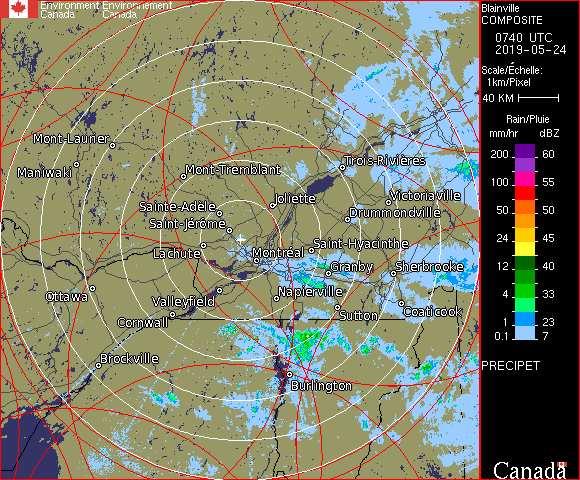 Environment Environnement
Canada Canada
Blainville
COMPOSITE
0740 UTC
2019-05-24
Scale/Échelle:
1km/Pixel
40 KM
Rain/Pluie
mm/hr dBZ
200 60
100 55
50 50
24 45
12 40
4 33
1 23
0.1 7
PRECIPET
Canada
Mont-Laurier
Maniwaki
Mont-Tremblant
Trois-Rivières
Sainte-Adèle
Joliette
Victoriaville
Drummondville
Saint-Jérôme
Lachute
Montréal
Saint-Hyacinthe
Granby
Sherbrooke
Ottawa
Valleyfield
Napierville
Sutton
Coaticook
Cornwall
Brockville
Burlington